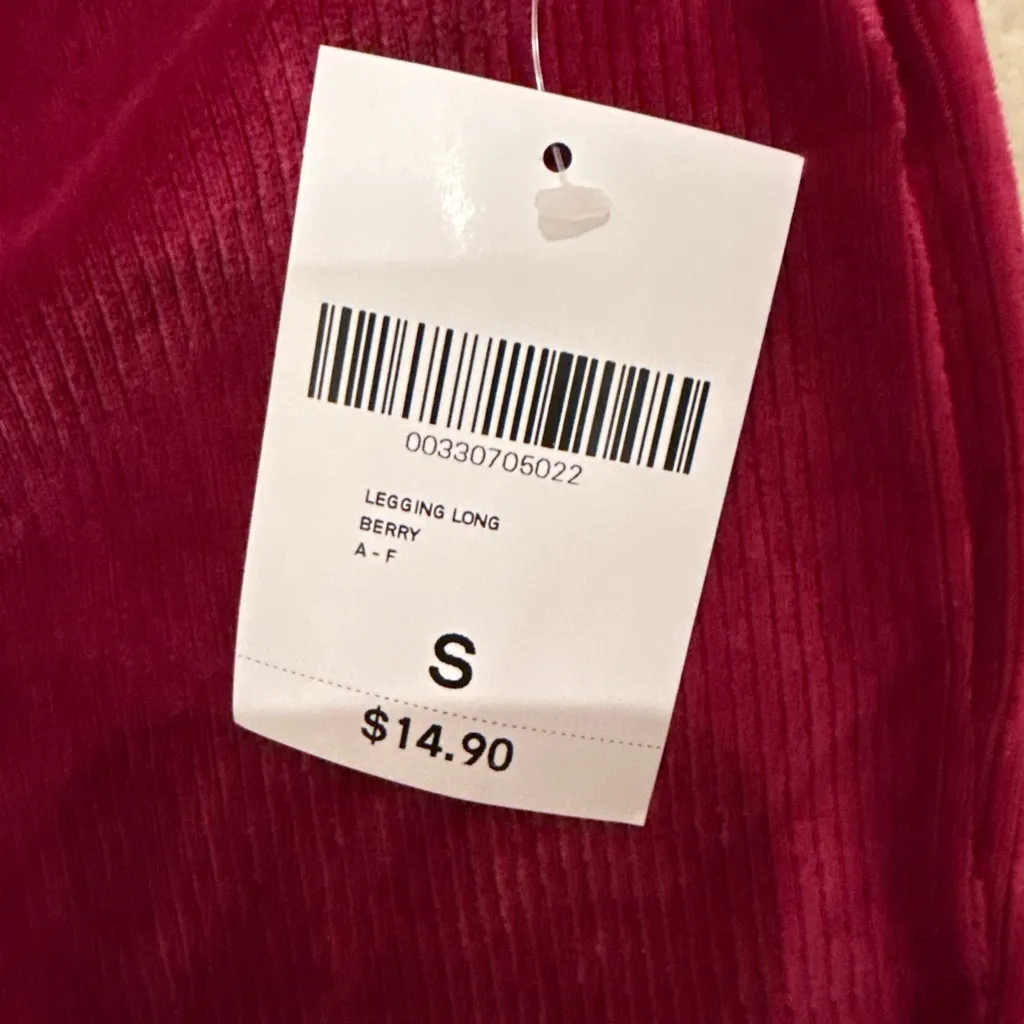 00330705022
LEGGING LONG
BERRY
A - F
S
$14.90